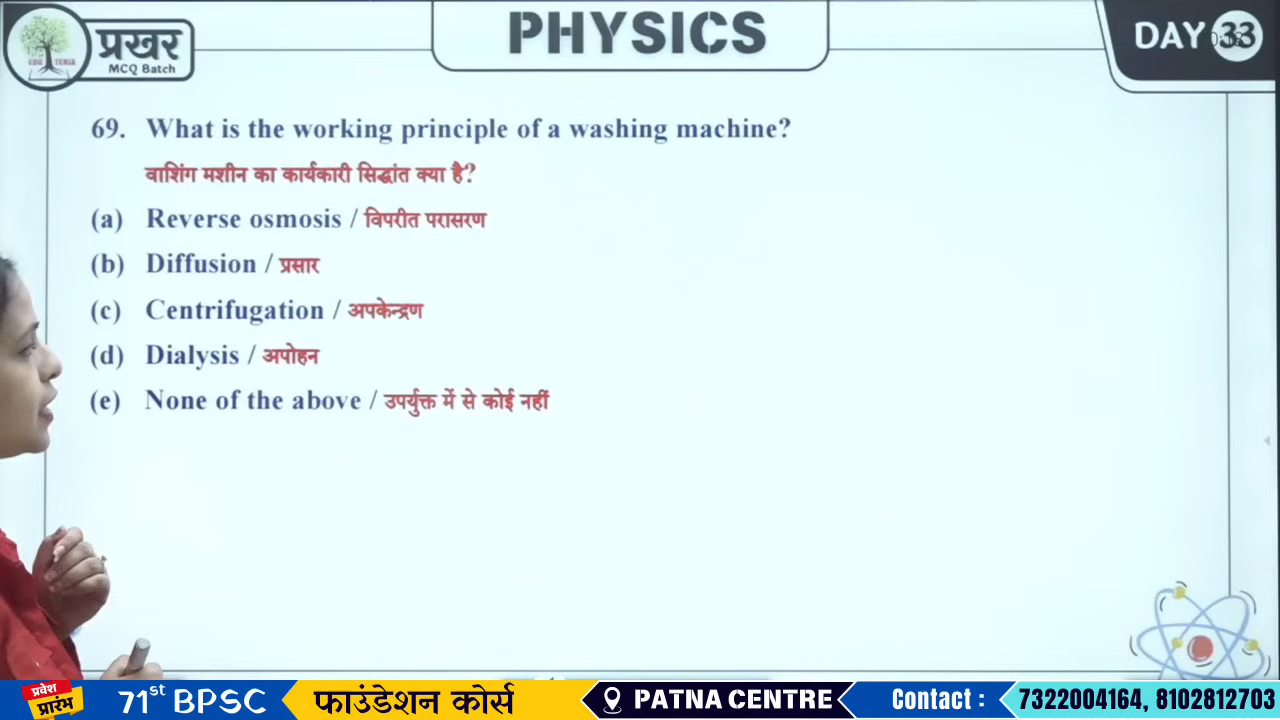 EDU TERIA
प्रखर
MCQ Batch
PHYSICS
DAY 33
69. What is the working principle of a washing machine?
वाशिंग मशीन का कार्यकारी सिद्धांत क्या है?
(a) Reverse osmosis / विपरीत परासरण
(b) Diffusion / प्रसार
(c) Centrifugation / अपकेन्द्रण
(d) Dialysis / अपोहन
(e) None of the above / उपर्युक्त में से कोई नहीं
प्रवेश प्रारंभ
71st BPSC फाउंडेशन कोर्स PATNA CENTRE Contact : 7322004164, 8102812703